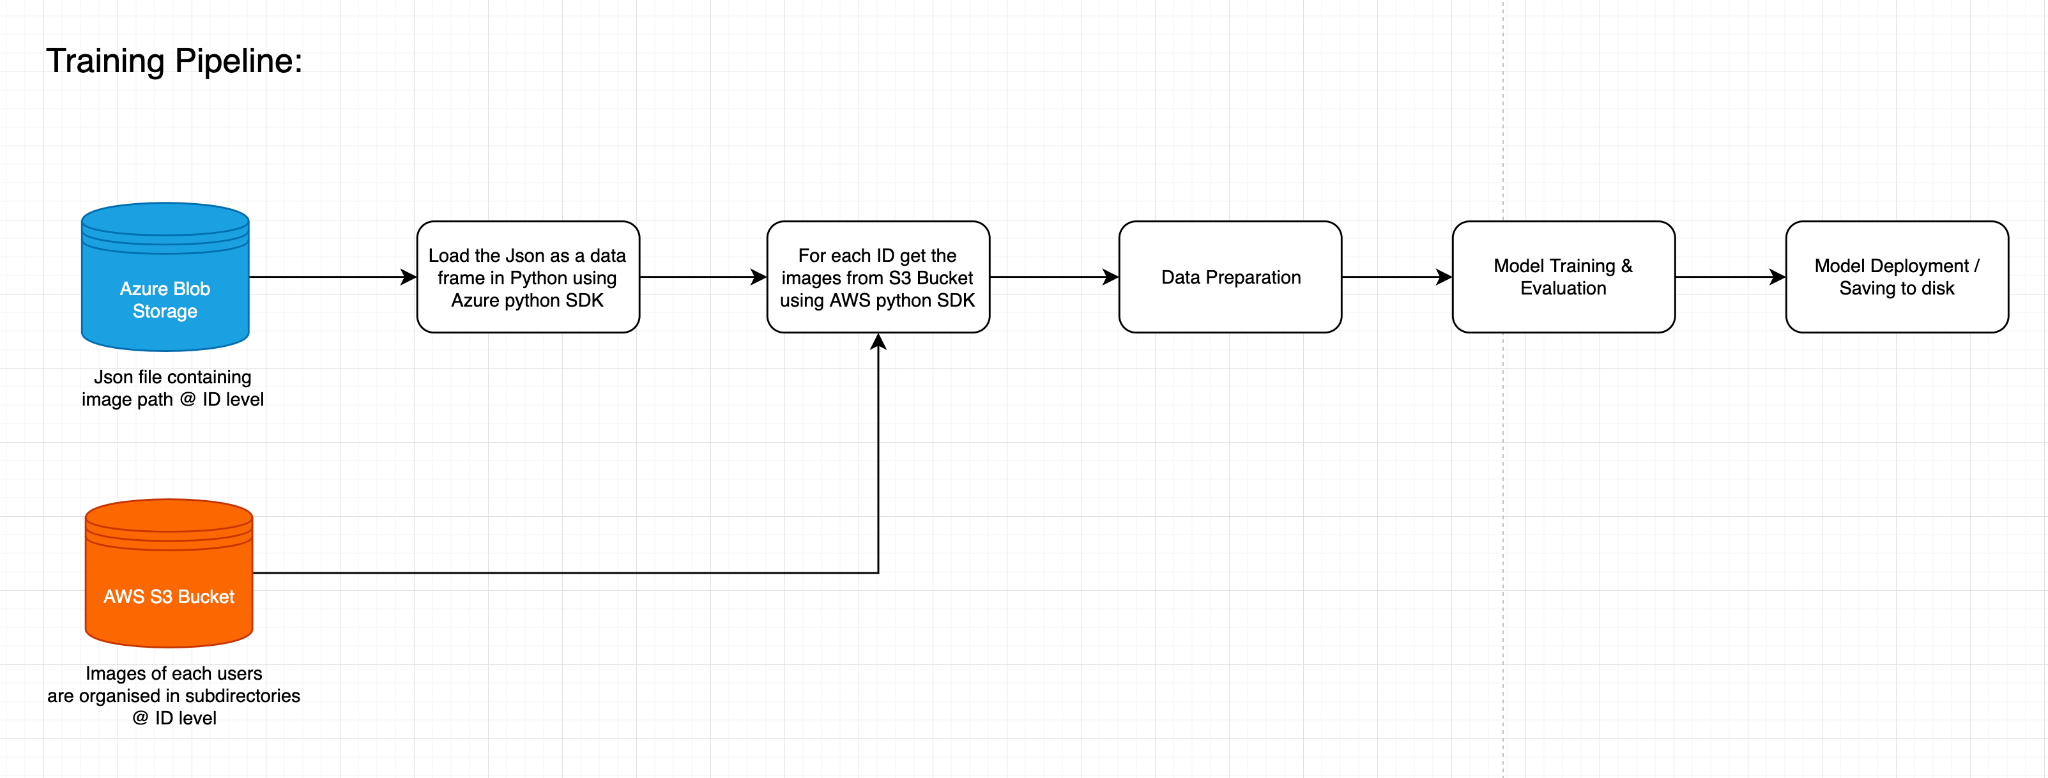 Training Pipeline:
Azure Blob
Storage
Json file containing
image path @ ID level
Load the Json as a data
frame in Python using
Azure python SDK
For each ID get the
images from S3 Bucket
using AWS python SDK
Data Preparation
Model Training &
Evaluation
Model Deployment /
Saving to disk
AWS S3 Bucket
Images of each users
are organised in subdirectories
@ ID level